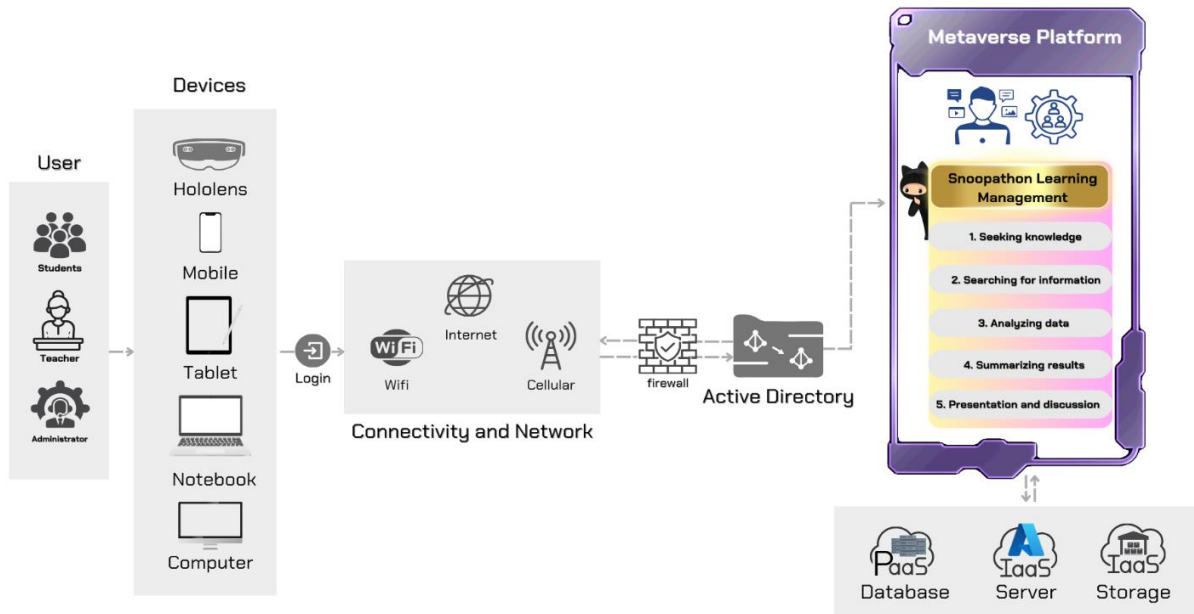 User
Students
Teacher
Administrator
Devices
Hololens
Mobile
Tablet
Notebook
Computer
Login
WiFi
Wifi
Internet
Cellular
Connectivity and Network
firewall
Active Directory
Metaverse Platform
Snoopathon Learning
Management
1. Seeking knowledge
2. Searching for information
3. Analyzing data
4. Summarizing results
5. Presentation and discussion
PaaS
Database
IaaS
Server
IaaS
Storage